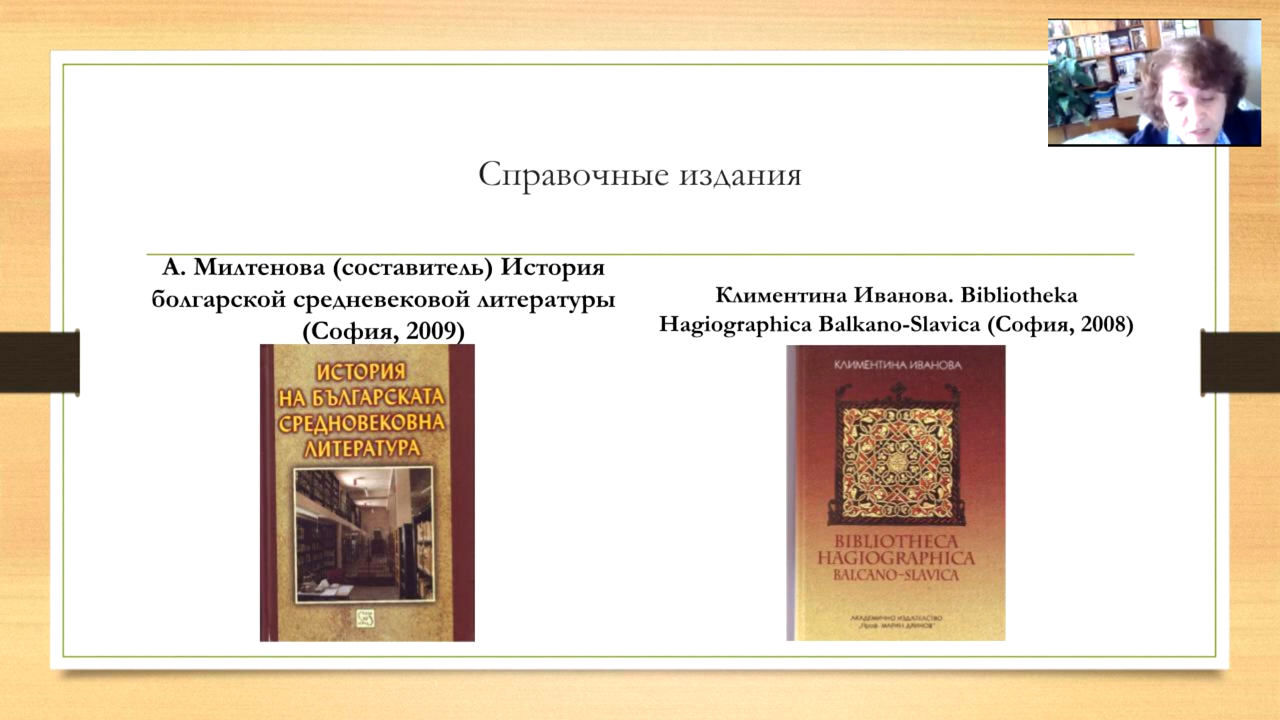 Справочные издания
А. Милтенова (составитель) История
болгарской средневековой литературы
(София, 2009)
Климентина Иванова. Bibliotheka
Hagiographica Balkano-Slavica (София, 2008)
ИСТОРИЯ
НА БЪЛГАРСКАТА
СРЕДНОВЕКОВНА
ЛИТЕРАТУРА
КЛИМЕНТИНА ИВАНОВА
BIBLIOTHECA
HAGIOGRAPHICA
BALCANO-SLAVICA
АКАДЕМИЧНО ИЗДАТЕЛСТВО
„Проф. МАРИН ДРИНОВ“